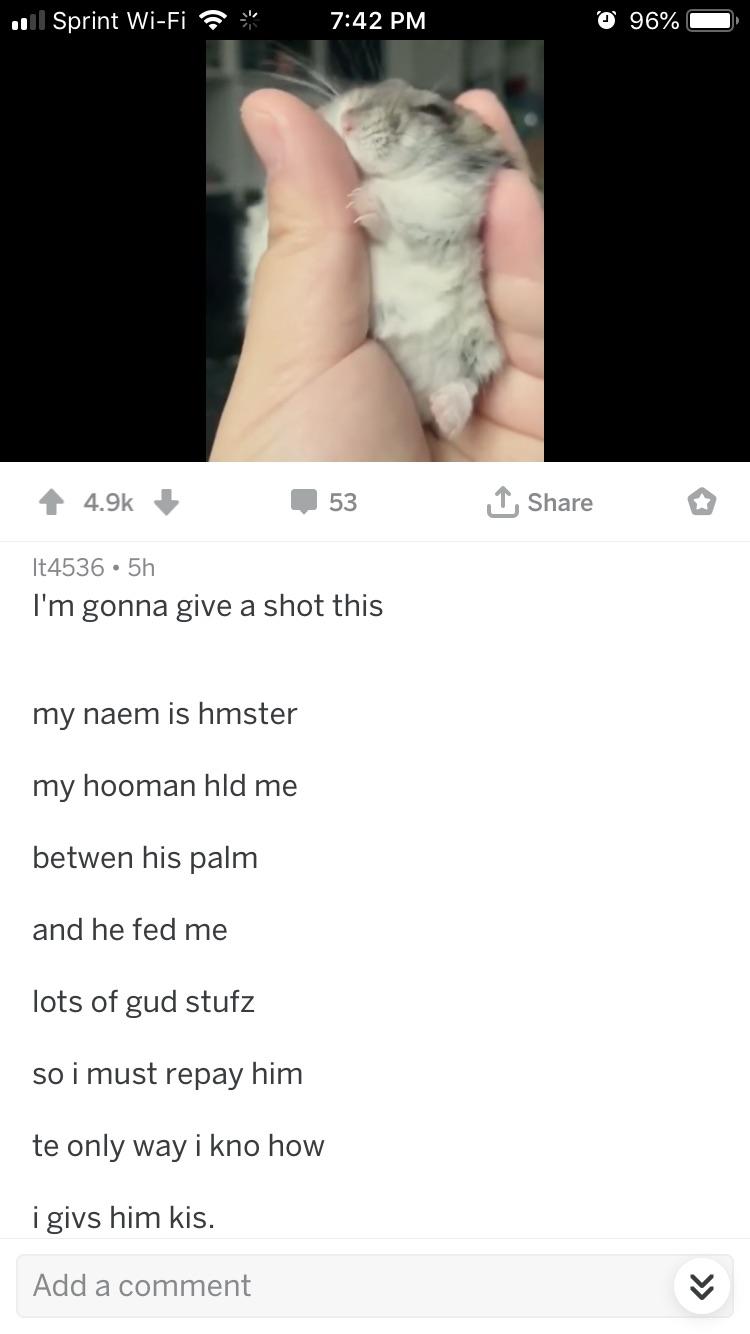 Sprint Wi-Fi 7:42 PM 96%
4.9k 53 Share
lt4536 • 5h
I'm gonna give a shot this
my naem is hmster
my hooman hld me
betwen his palm
and he fed me
lots of gud stufz
so i must repay him
te only way i kno how
i givs him kis.
Add a comment